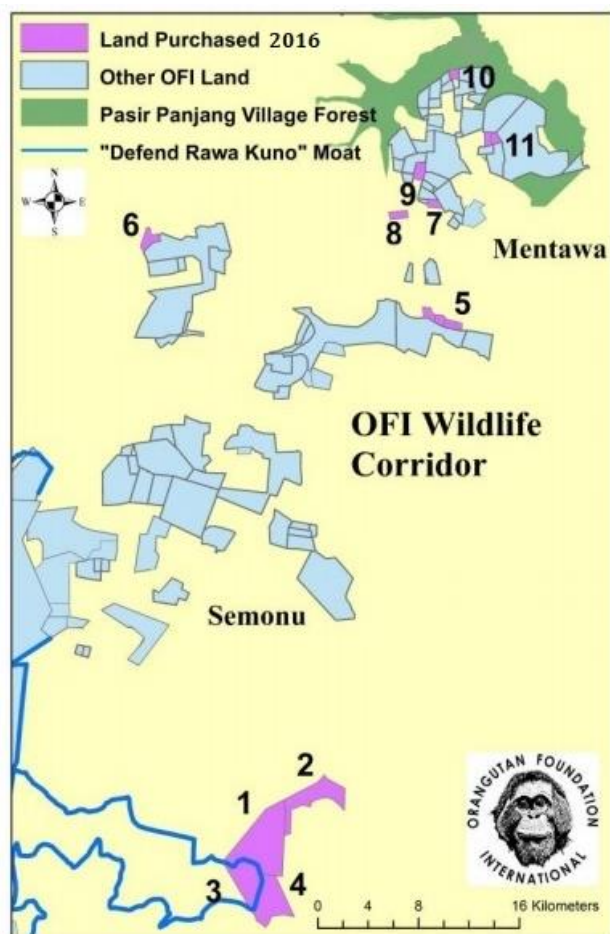 Land Purchased 2016
Other OFI Land
Pasir Panjang Village Forest
"Defend Rawa Kuno" Moat
N
W E
S
10
11
9
7
8
6
Mentawa
5
OFI Wildlife
Corridor
Semonu
2
1
3
4
ORANGUTAN FOUNDATION
INTERNATIONAL
0 4 8 16 Kilometers